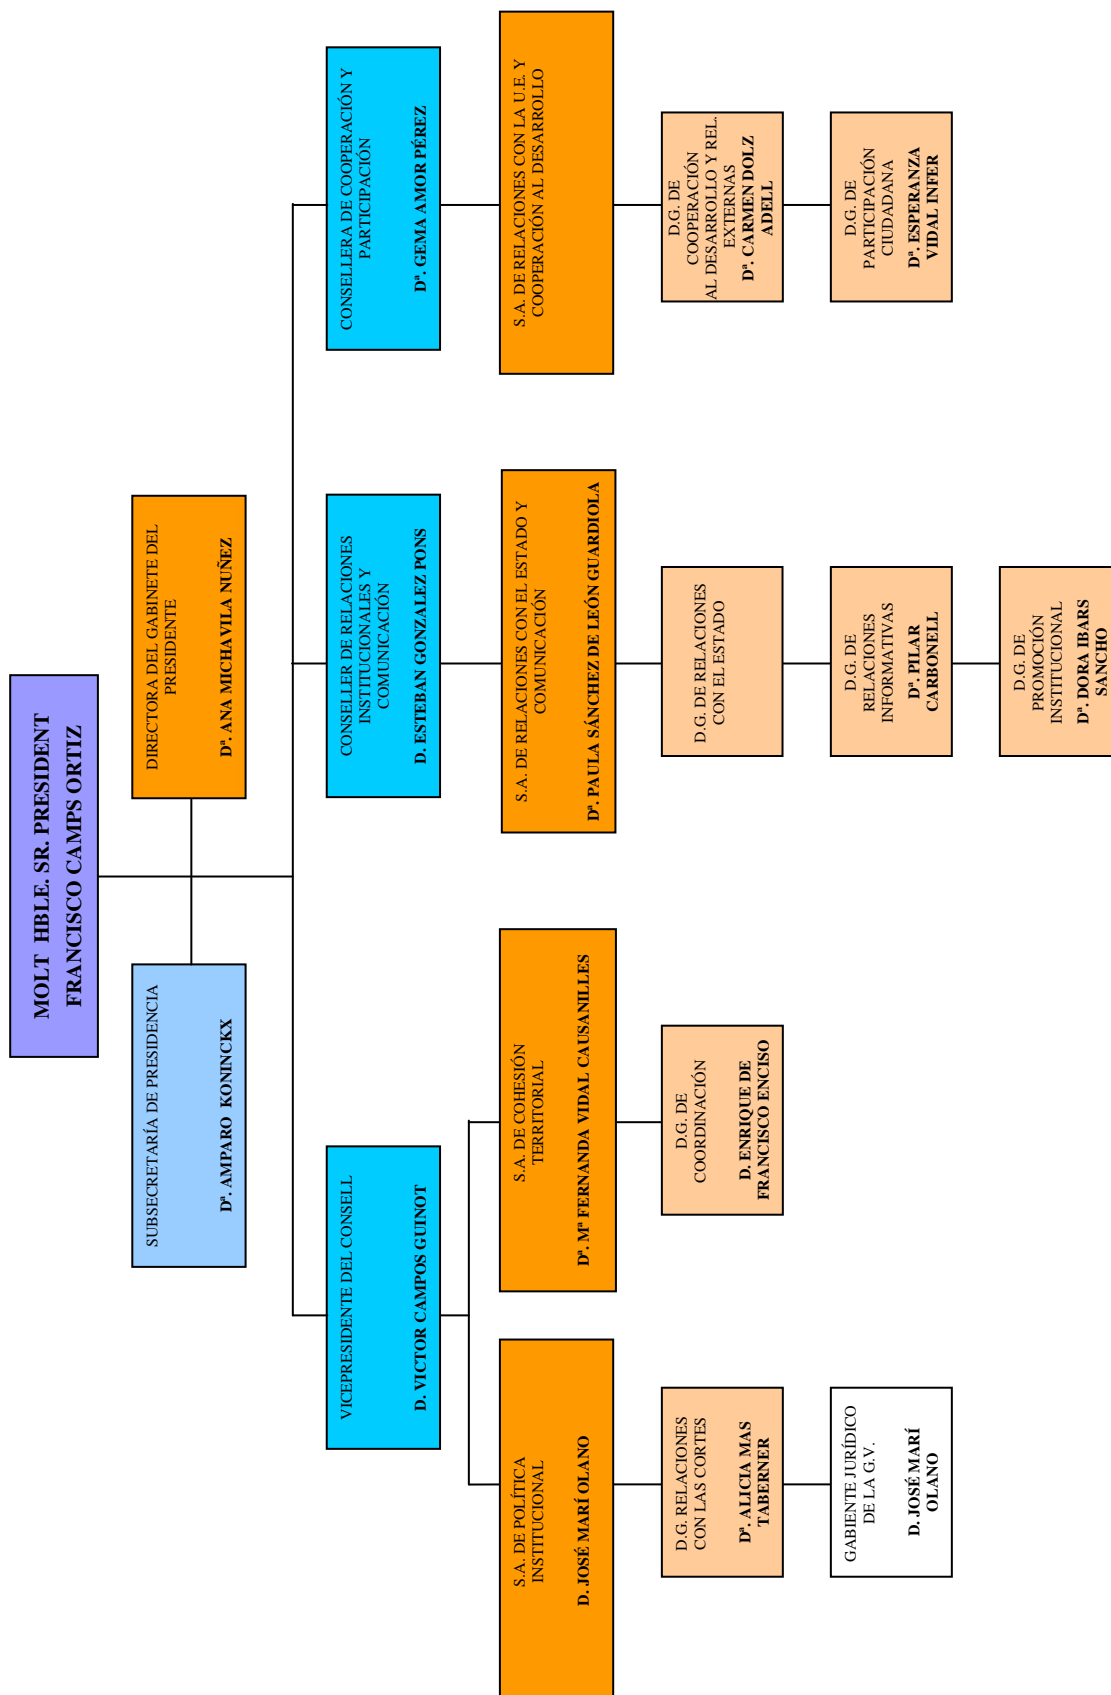 MOLT HBLE. SR. PRESIDENT
FRANCISCO CAMPS ORTIZ
SUBSECRETARÍA DE PRESIDENCIA
Dª. AMPARO KONINCKX
DIRECTORA DEL GABINETE DEL
PRESIDENTE
Dª. ANA MICHAVILA NUÑEZ
VICEPRESIDENTE DEL CONSELL
D. VICTOR CAMPOS GUINOT
CONSELLER DE RELACIONES
INSTITUCIONALES Y
COMUNICACIÓN
D. ESTEBAN GONZALEZ PONS
CONSELLERA DE COOPERACIÓN Y
PARTICIPACIÓN
Dª. GEMA AMOR PÉREZ
S.A. DE POLÍTICA
INSTITUCIONAL
D. JOSÉ MARÍ OLANO
S.A. DE COHESIÓN
TERRITORIAL
Dª. Mª FERNANDA VIDAL CAUSANILLES
S.A. DE RELACIONES CON EL ESTADO Y
COMUNICACIÓN
Dª. PAULA SÁNCHEZ DE LEÓN GUARDIOLA
S.A. DE RELACIONES CON LA U.E. Y
COOPERACIÓN AL DESARROLLO
D.G. RELACIONES
CON LAS CORTES
Dª. ALICIA MAS
TABERNER
D.G. DE
COORDINACIÓN
D. ENRIQUE DE
FRANCISCO ENCISO
D.G. DE RELACIONES
CON EL ESTADO
D.G. DE
COOPERACIÓN
AL DESARROLLO Y REL.
EXTERNAS
Dª. CARMEN DOLZ
ADELL
GABIENTE JURÍDICO
DE LA G.V.
D. JOSÉ MARÍ
OLANO
D.G. DE
RELACIONES
INFORMATIVAS
Dª. PILAR
CARBONELL
D.G. DE
PARTICIPACIÓN
CIUDADANA
Dª. ESPERANZA
VIDAL INFER
D.G. DE
PROMOCIÓN
INSTITUCIONAL
Dª. DORA IBARS
SANCHO